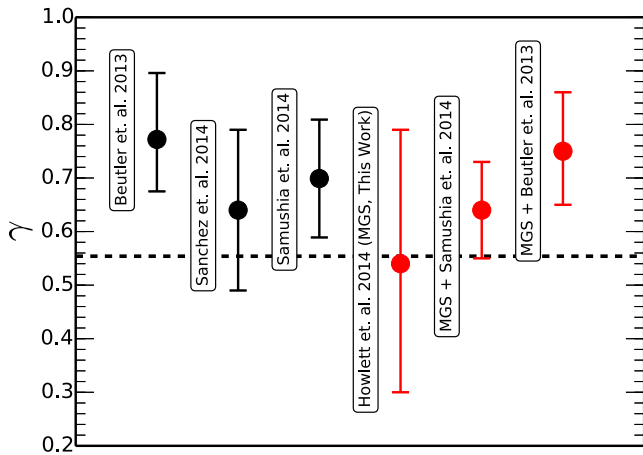 1.0
0.9
0.8
0.7
0.6
0.5
0.4
0.3
0.2
γ
Beutler et. al. 2013
Sanchez et. al. 2014
Samushia et. al. 2014
Howlett et. al. 2014 (MGS, This Work)
MGS + Samushia et. al. 2014
MGS + Beutler et. al. 2013